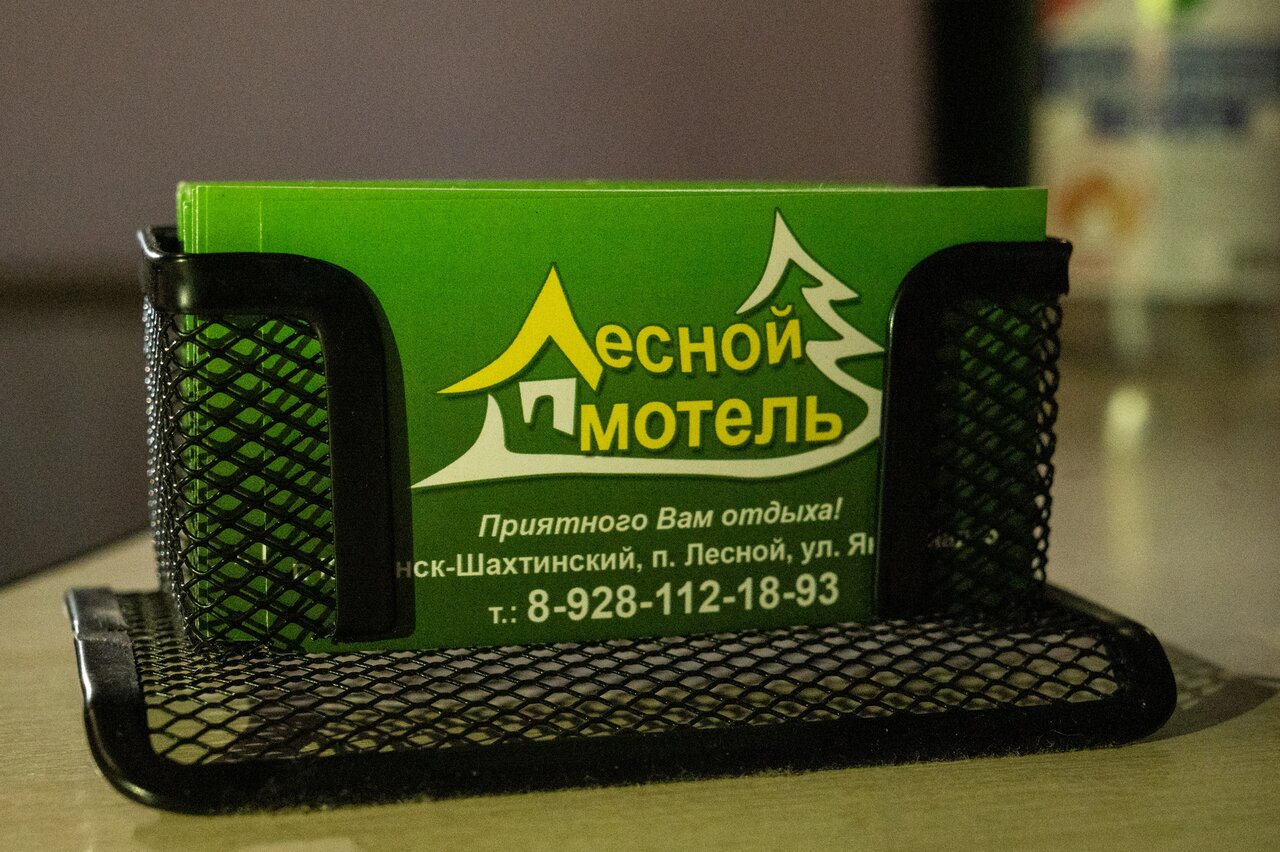 Лесной
мотель
Приятного Вам отдыха!
нск-Шахтинский, п. Лесной, ул.
т.: 8-928-112-18-93